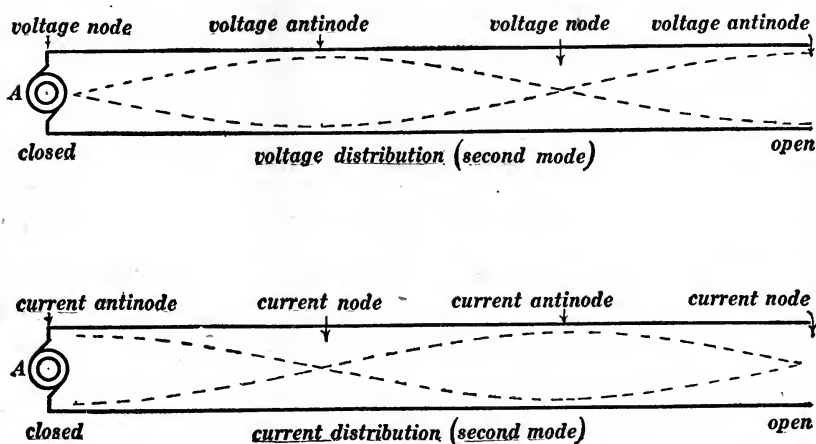 voltage node voltage antinode voltage node voltage antinode
A
closed voltage distribution (second mode) open
current antinode current node current antinode current node
A
closed current distribution (second mode) open